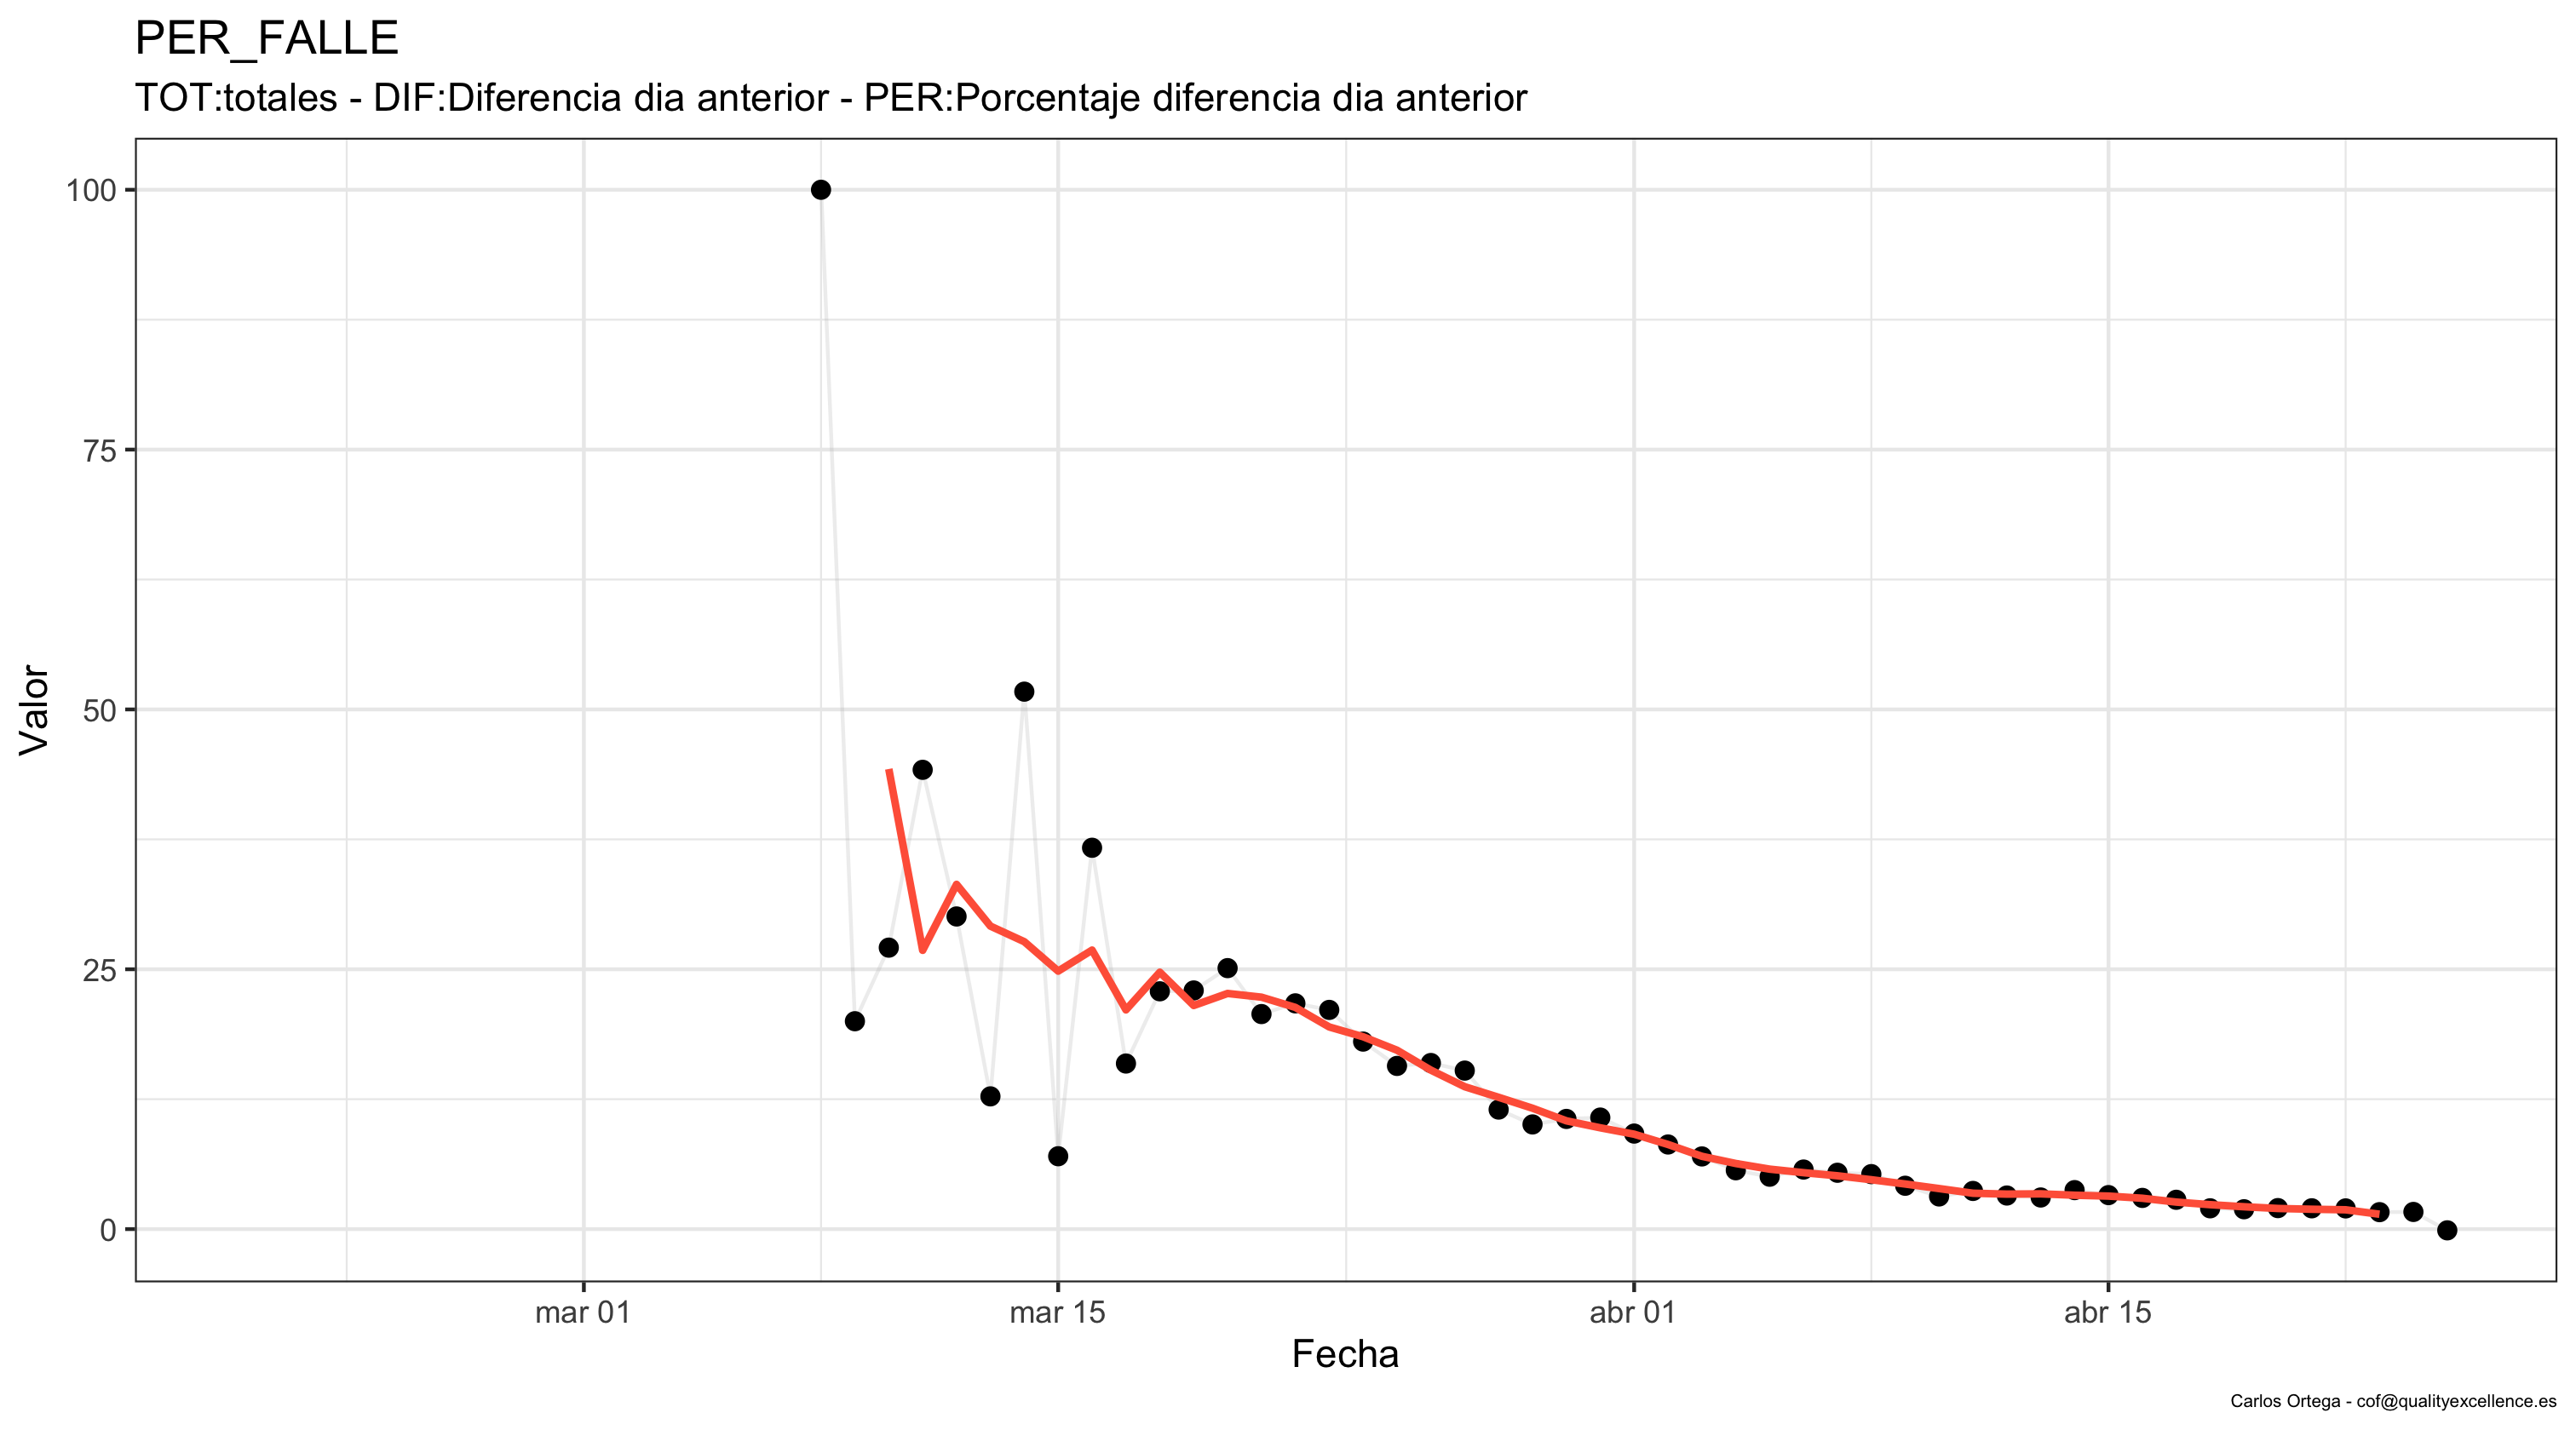 PER_FALLE
TOT:totales - DIF:Diferencia dia anterior - PER:Porcentaje diferencia dia anterior
Valor
100
75
50
25
0
mar 01
mar 15
abr 01
abr 15
Fecha
Carlos Ortega - cof@qualityexcellence.es